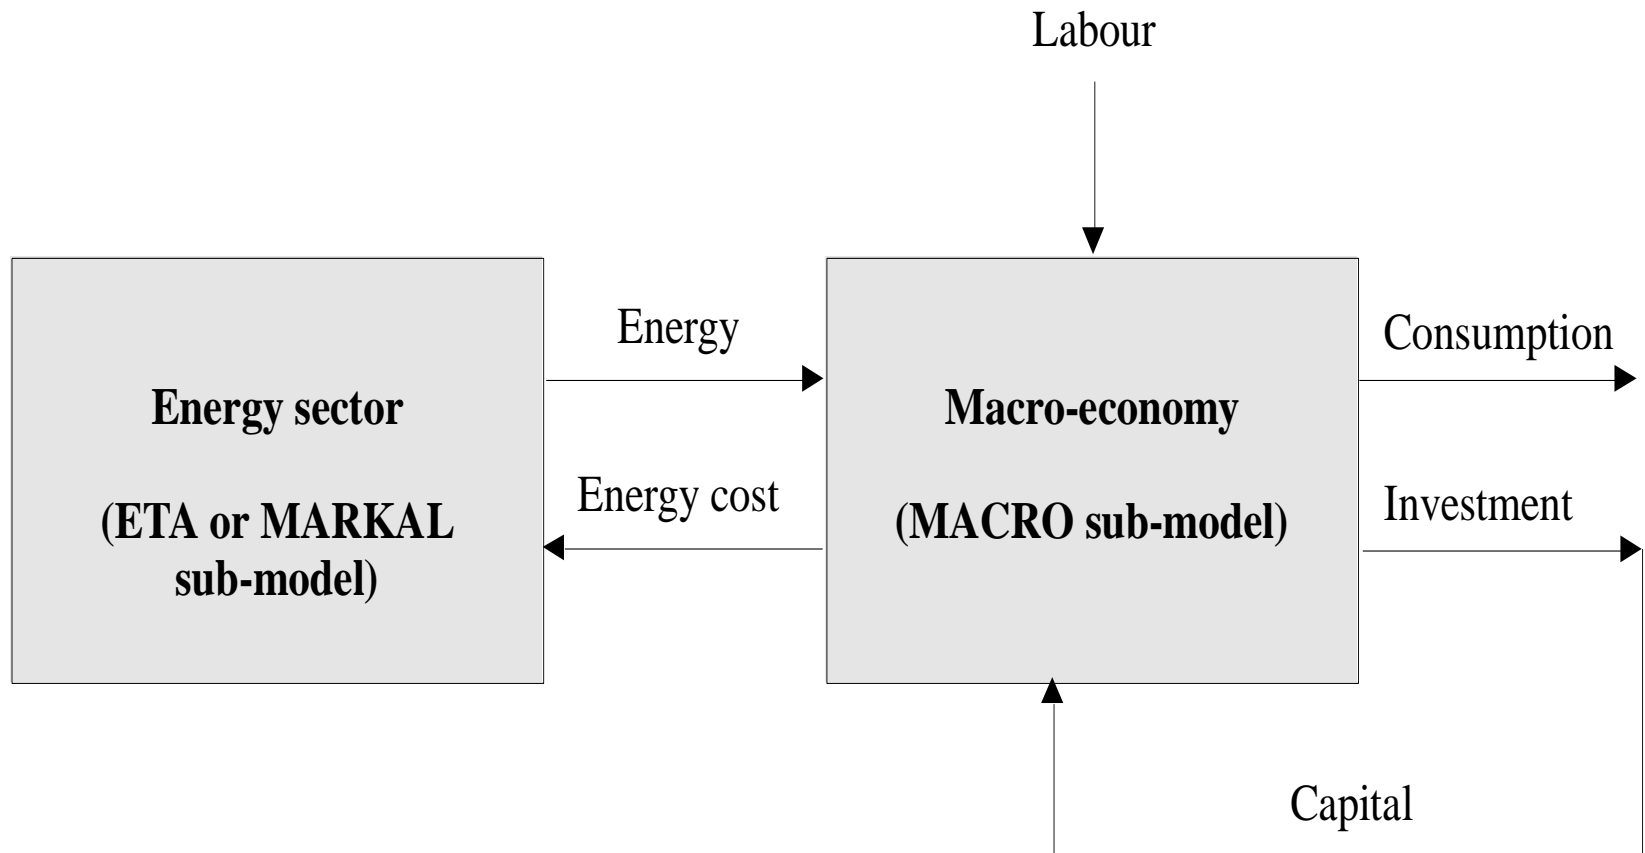 Labour
Energy
Consumption
Energy sector
Macro-economy
Energy cost
Investment
(ETA or MARKAL
sub-model)
(MACRO sub-model)
Capital